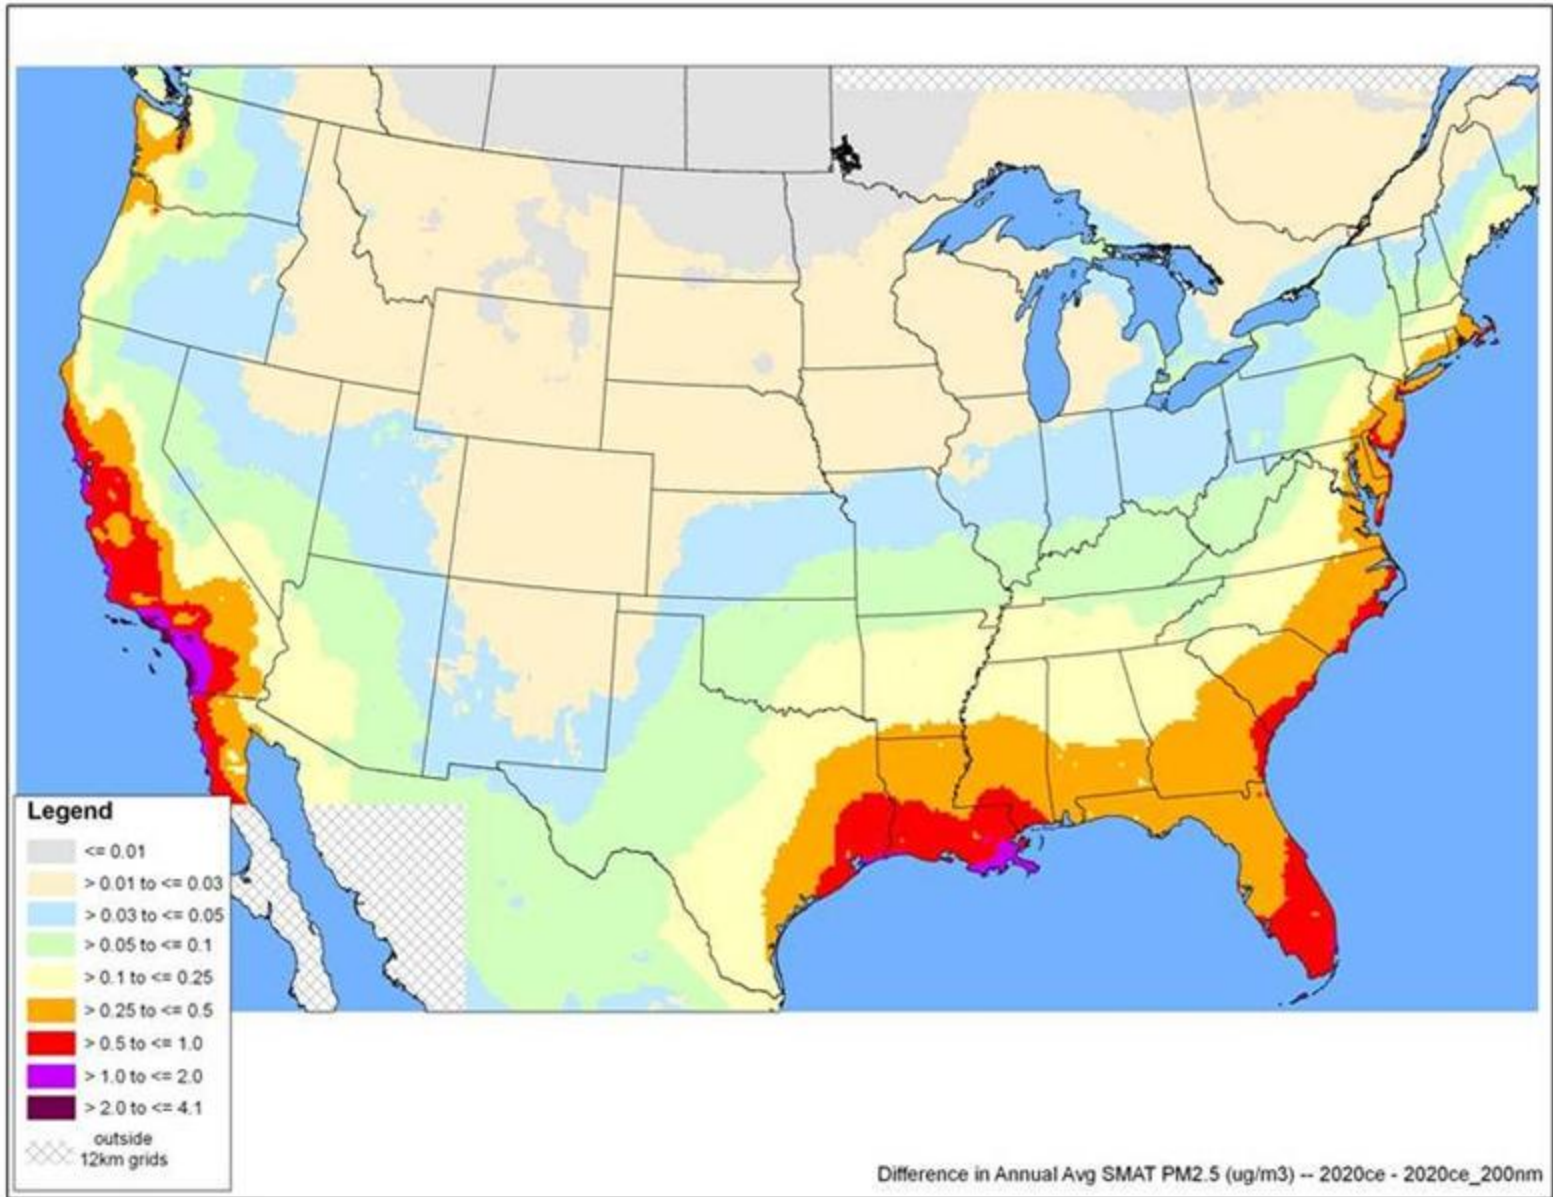 Legend
<= 0.01
> 0.01 to <= 0.03
> 0.03 to <= 0.05
> 0.05 to <= 0.1
> 0.1 to <= 0.25
> 0.25 to <= 0.5
> 0.5 to <= 1.0
> 1.0 to <= 2.0
> 2.0 to <= 4.1
outside
12km grids
Difference in Annual Avg SMAT PM2.5 (ug/m3) -- 2020ce - 2020ce_200nm